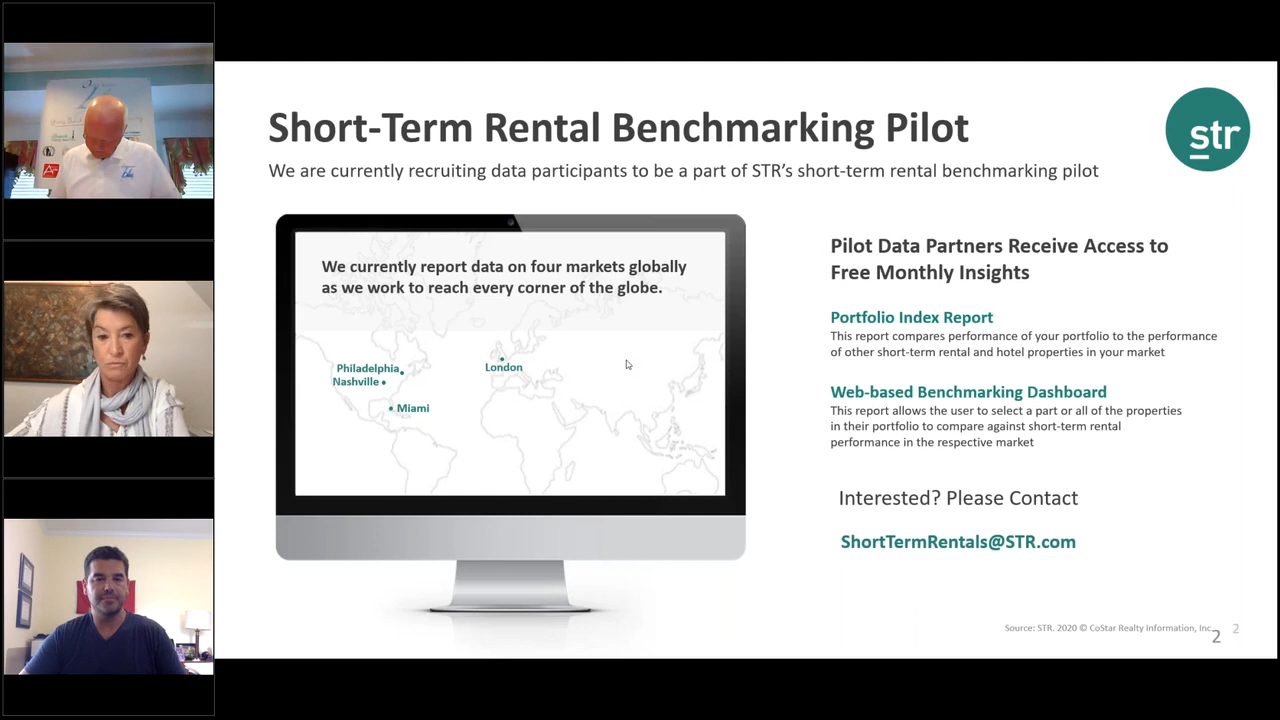 Short-Term Rental Benchmarking Pilot
str
We are currently recruiting data participants to be a part of STR's short-term rental benchmarking pilot
We currently report data on four markets globally
as we work to reach every corner of the globe.
Philadelphia
Nashville
Miami
London
Pilot Data Partners Receive Access to
Free Monthly Insights
Portfolio Index Report
This report compares performance of your portfolio to the performance
of other short-term rental and hotel properties in your market
Web-based Benchmarking Dashboard
This report allows the user to select a part or all of the properties
in their portfolio to compare against short-term rental
performance in the respective market
Interested? Please Contact
ShortTermRentals@STR.com
Source: STR. 2020 © CoStar Realty Information, Inc.
2
2